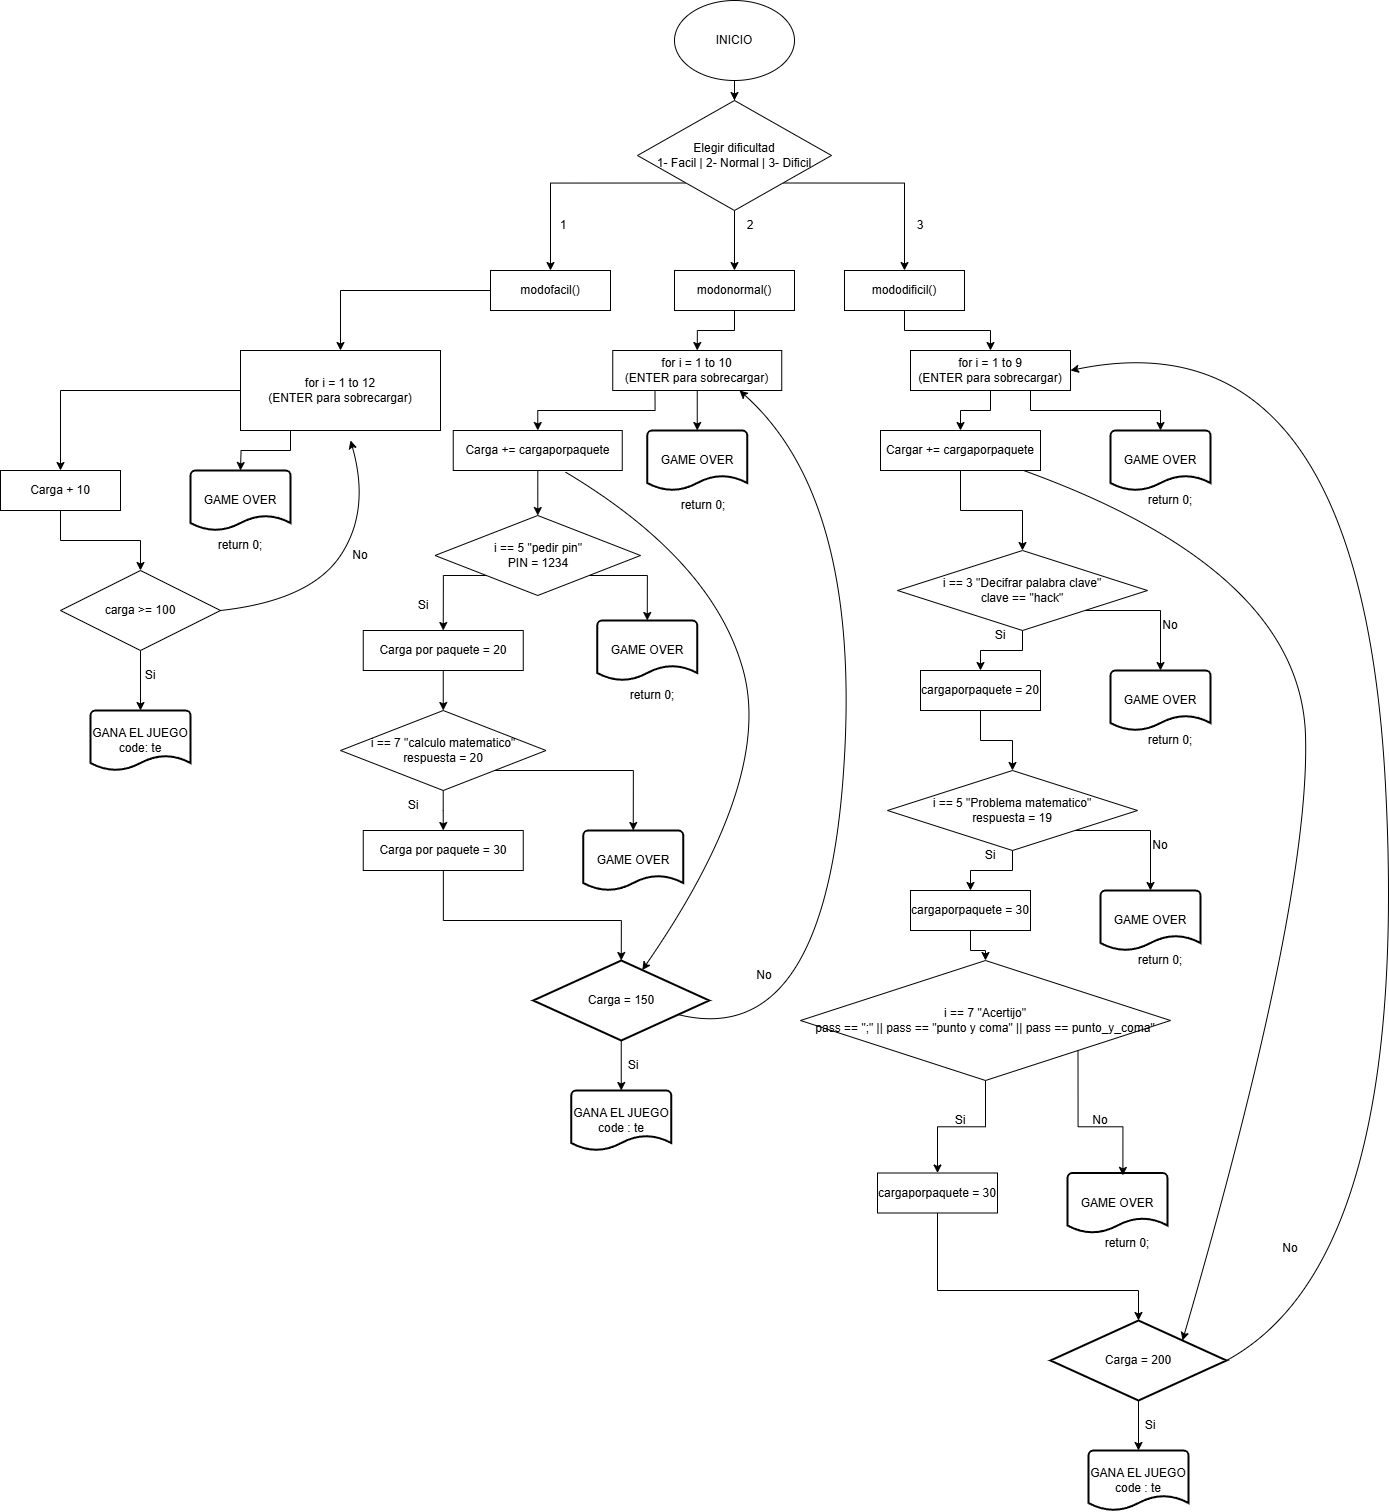 INICIO
Elegir dificultad
1- Facil | 2- Normal | 3- Dificil
1
2
3
modofacil()
modonormal()
mododificil()
for i = 1 to 12
(ENTER para sobrecargar)
for i = 1 to 10
(ENTER para sobrecargar)
for i = 1 to 9
(ENTER para sobrecargar)
Carga + 10
GAME OVER
return 0;
No
carga >= 100
Si
GANA EL JUEGO
code: te
Carga += cargaporpaquete
GAME OVER
return 0;
i == 5 "pedir pin"
PIN = 1234
Si
Carga por paquete = 20
GAME OVER
return 0;
i == 7 "calculo matematico"
respuesta = 20
Si
Carga por paquete = 30
GAME OVER
Carga = 150
No
Si
GANA EL JUEGO
code : te
Cargar += cargaporpaquete
GAME OVER
return 0;
i == 3 "Decifrar palabra clave"
clave == "hack"
Si
No
cargaporpaquete = 20
GAME OVER
return 0;
i == 5 "Problema matematico"
respuesta = 19
Si
No
cargaporpaquete = 30
GAME OVER
return 0;
i == 7 "Acertijo"
pass == ";" || pass == "punto y coma" || pass == punto_y_coma"
Si
No
cargaporpaquete = 30
GAME OVER
return 0;
No
Carga = 200
Si
GANA EL JUEGO
code : te